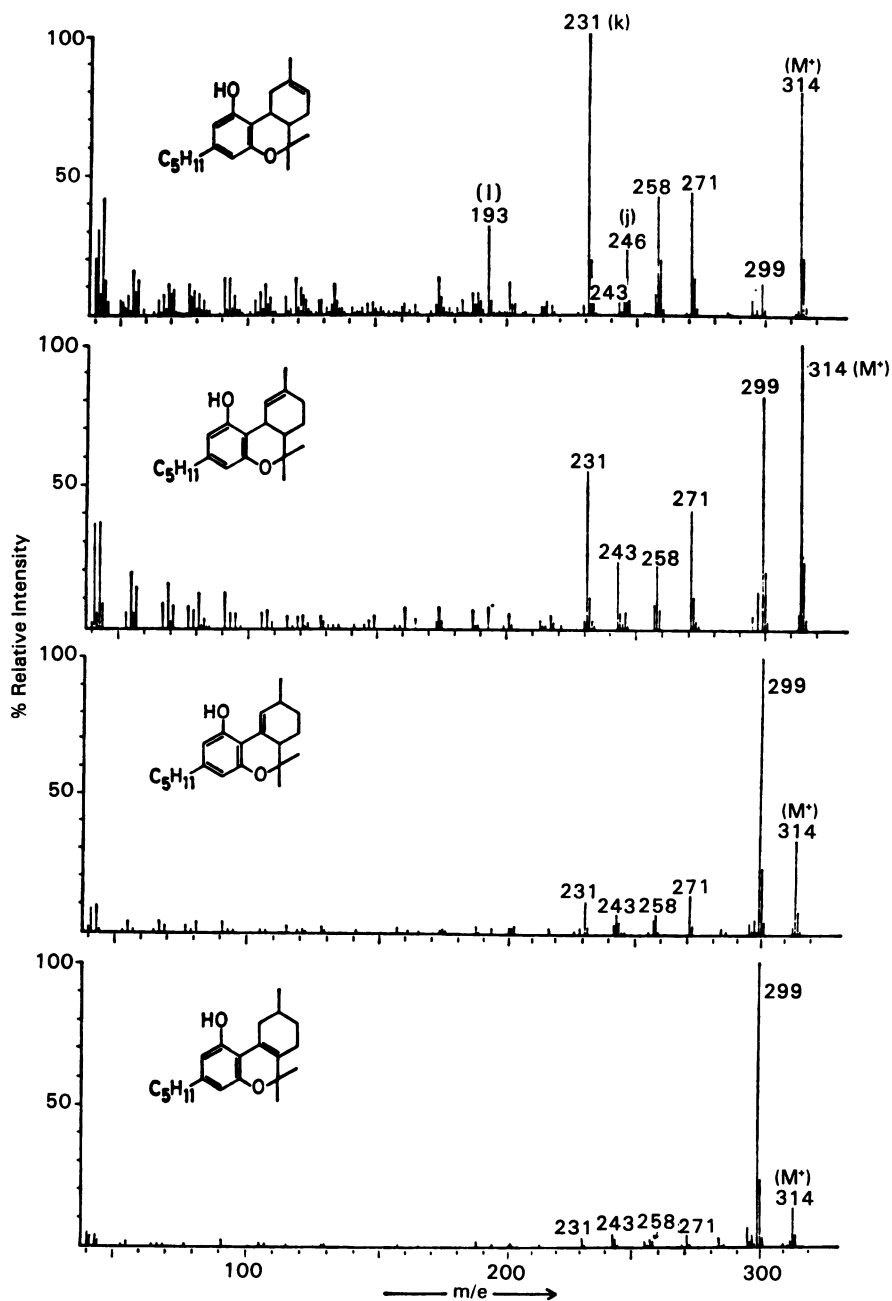 100
50
231 (k)
(M⁺)
314
258
271
(l)
193
(j)
246
243
299
HO
O
C₅H₁₁
100
50
314 (M⁺)
299
231
271
243
258
HO
O
C₅H₁₁
% Relative Intensity
100
50
299
(M⁺)
314
231
243
258
271
HO
O
C₅H₁₁
100
50
299
(M⁺)
314
231
243
258
271
HO
O
C₅H₁₁
100
200
300
m/e